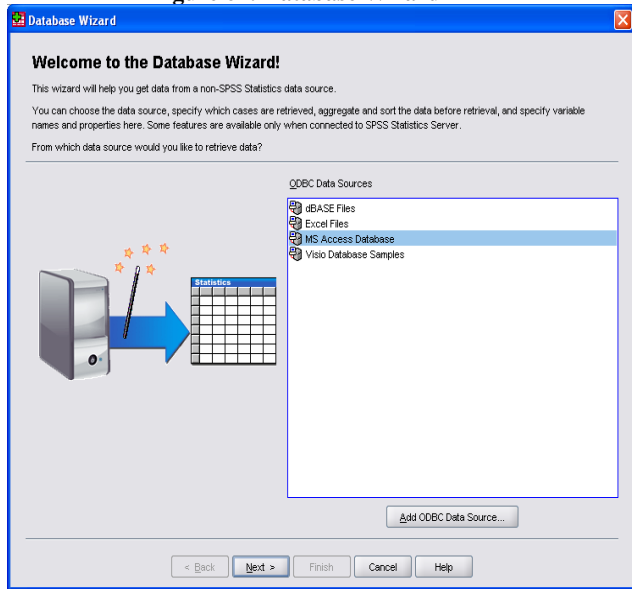 Database Wizard
Welcome to the Database Wizard!
This wizard will help you get data from a non-SPSS Statistics data source.
You can choose the data source, specify which cases are retrieved, aggregate and sort the data before retrieval, and specify variable
names and properties here. Some features are available only when connected to SPSS Statistics Server.
From which data source would you like to retrieve data?
ODBC Data Sources
dBASE Files
Excel Files
MS Access Database
Visio Database Samples
Statistics
Add ODBC Data Source...
< Back Next > Finish Cancel Help